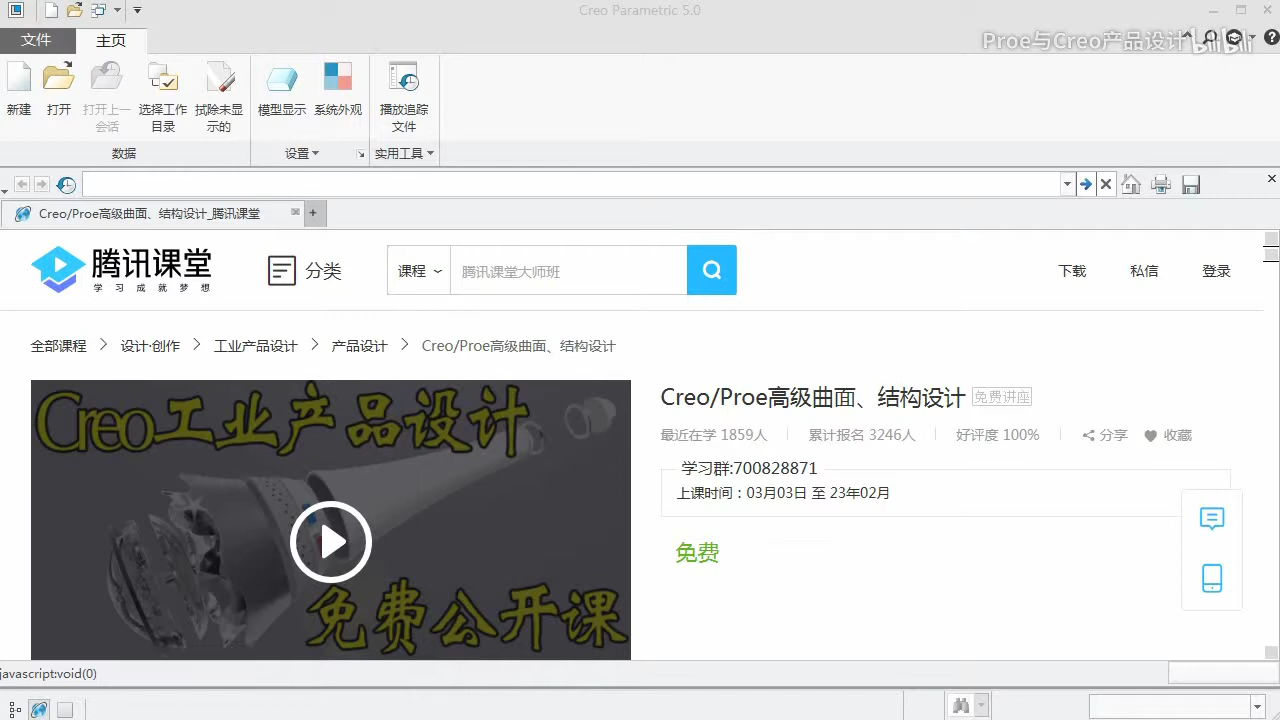 Creo Parametric 5.0
文件
主页
Proe与Creo产品设计
bilibili
新建
打开
打开上一会话
选择工作目录
拭除未显示的
模型显示
系统外观
播放追踪文件
数据
设置
实用工具
Creo/Proe高级曲面、结构设计_腾讯课堂
腾讯课堂
学习成就梦想
分类
课程
腾讯课堂大师班
下载
私信
登录
全部课程 > 设计·创作 > 工业产品设计 > 产品设计 > Creo/Proe高级曲面、结构设计
Creo工业产品设计
免费公开课
Creo/Proe高级曲面、结构设计 免费讲座
最近在学 1859人 累计报名 3246人 好评度 100% 分享 收藏
学习群:700828871
上课时间：03月03日 至 23年02月
免费
javascript:void(0)